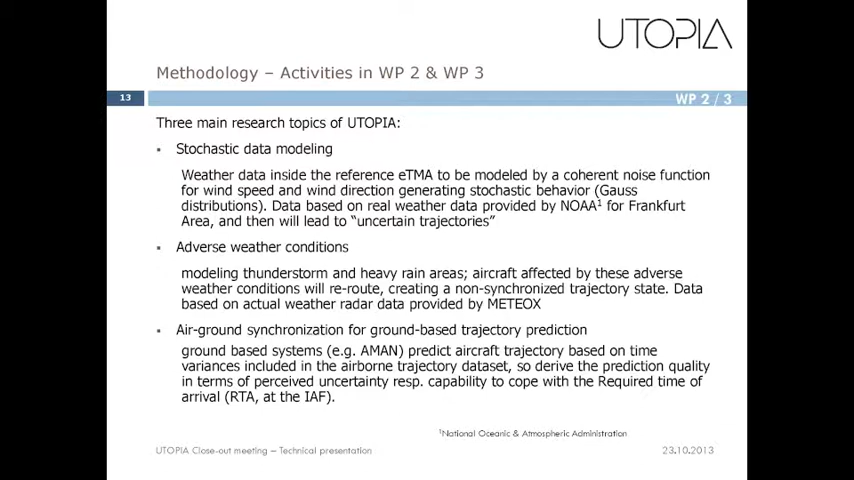 UTOPIA
Methodology – Activities in WP 2 & WP 3
13
WP 2 / 3
Three main research topics of UTOPIA:
▪ Stochastic data modeling
Weather data inside the reference eTMA to be modeled by a coherent noise function
for wind speed and wind direction generating stochastic behavior (Gauss
distributions). Data based on real weather data provided by NOAA¹ for Frankfurt
Area, and then will lead to “uncertain trajectories”
▪ Adverse weather conditions
modeling thunderstorm and heavy rain areas; aircraft affected by these adverse
weather conditions will re-route, creating a non-synchronized trajectory state. Data
based on actual weather radar data provided by METEOX
▪ Air-ground synchronization for ground-based trajectory prediction
ground based systems (e.g. AMAN) predict aircraft trajectory based on time
variances included in the airborne trajectory dataset, so derive the prediction quality
in terms of perceived uncertainty resp. capability to cope with the Required time of
arrival (RTA, at the IAF).
¹National Oceanic & Atmospheric Administration
UTOPIA Close-out meeting – Technical presentation
23.10.2013